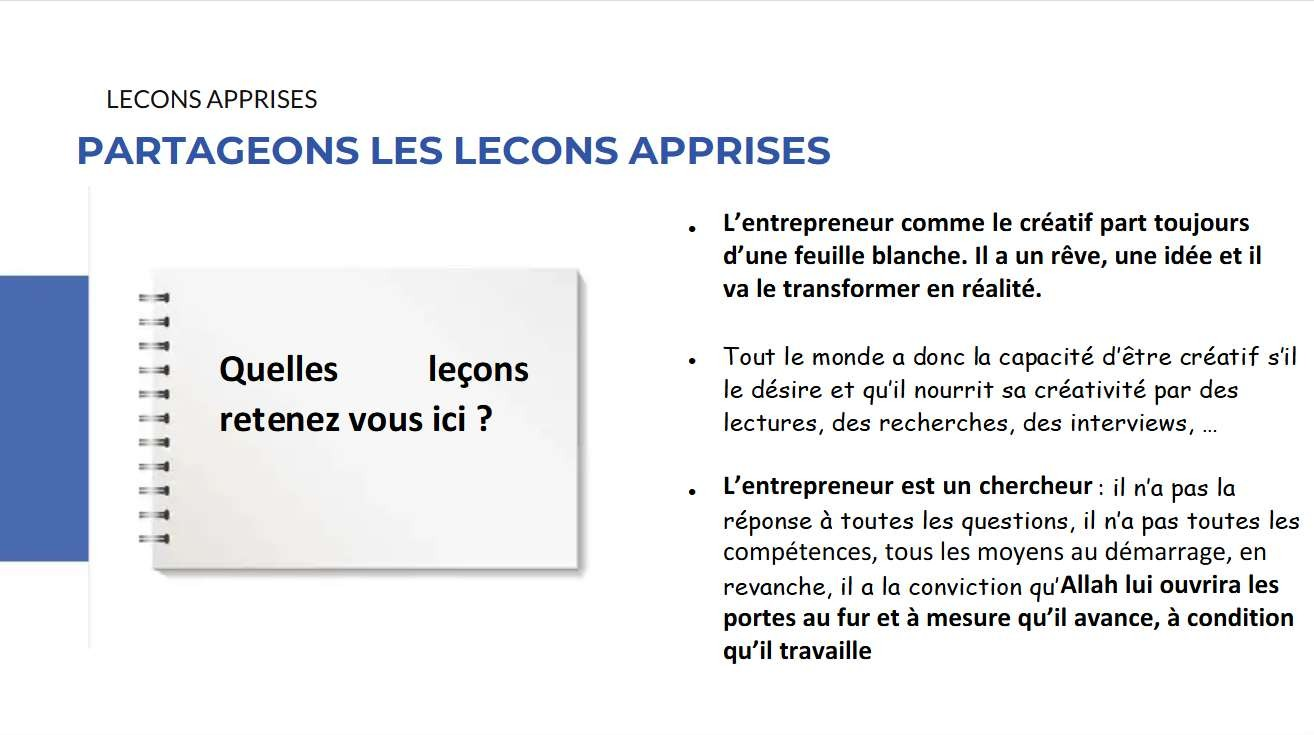 LECONS APPRISES
PARTAGEONS LES LECONS APPRISES
Quelles leçons
retenez vous ici ?
• L’entrepreneur comme le créatif part toujours
d’une feuille blanche. Il a un rêve, une idée et il
va le transformer en réalité.
• Tout le monde a donc la capacité d’être créatif s’il
le désire et qu’il nourrit sa créativité par des
lectures, des recherches, des interviews, …
• L’entrepreneur est un chercheur : il n’a pas la
réponse à toutes les questions, il n’a pas toutes les
compétences, tous les moyens au démarrage, en
revanche, il a la conviction qu’Allah lui ouvrira les
portes au fur et à mesure qu’il avance, à condition
qu’il travaille